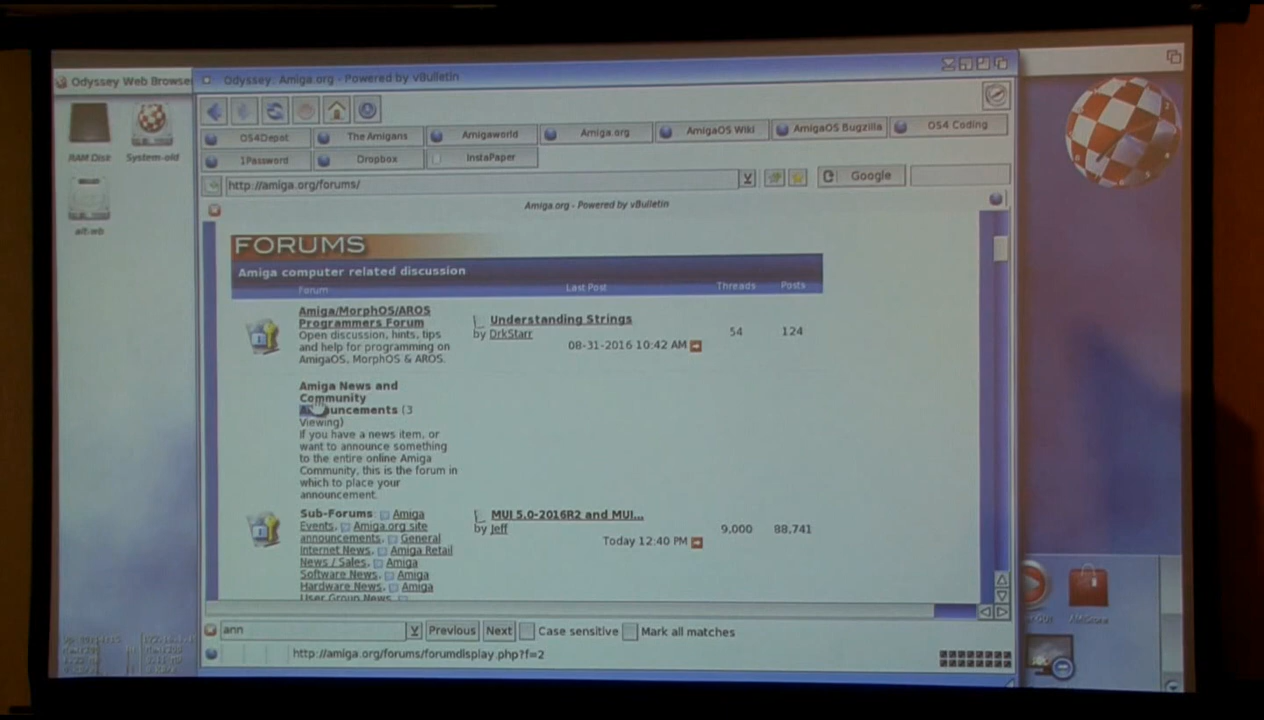 Odyssey Web Browse
Odyssey: Amiga.org - Powered by vBulletin
RAM Disk
System-old
alt-wb
OS4Depot
The Amigans
Amigaworld
Amiga.org
AmigaOS Wiki
AmigaOS Bugzilla
OS4 Coding
1Password
Dropbox
InstaPaper
http://amiga.org/forums/
Google
Amiga.org - Powered by vBulletin
FORUMS
Amiga computer related discussion
Forum Last Post Threads Posts
Amiga/MorphOS/AROS
Programmers Forum
Open discussion, hints, tips
and help for programming on
AmigaOS, MorphOS & AROS.
Understanding Strings
by DrkStarr
08-31-2016 10:42 AM
54
124
Amiga News and
Community
Announcements (3
Viewing)
If you have a news item, or
want to announce something
to the entire online Amiga
Community, this is the forum in
which to place your
announcement.
Sub-Forums: Amiga
Events, Amiga.org site
announcements, General
Internet News, Amiga Retail
News / Sales, Amiga
Software News, Amiga
Hardware News, Amiga
User Group News,
MUI 5.0-2016R2 and MUI...
by Jeff
Today 12:40 PM
9,000
88,741
ann
Previous
Next
Case sensitive
Mark all matches
http://amiga.org/forums/forumdisplay.php?f=2
AMIStore